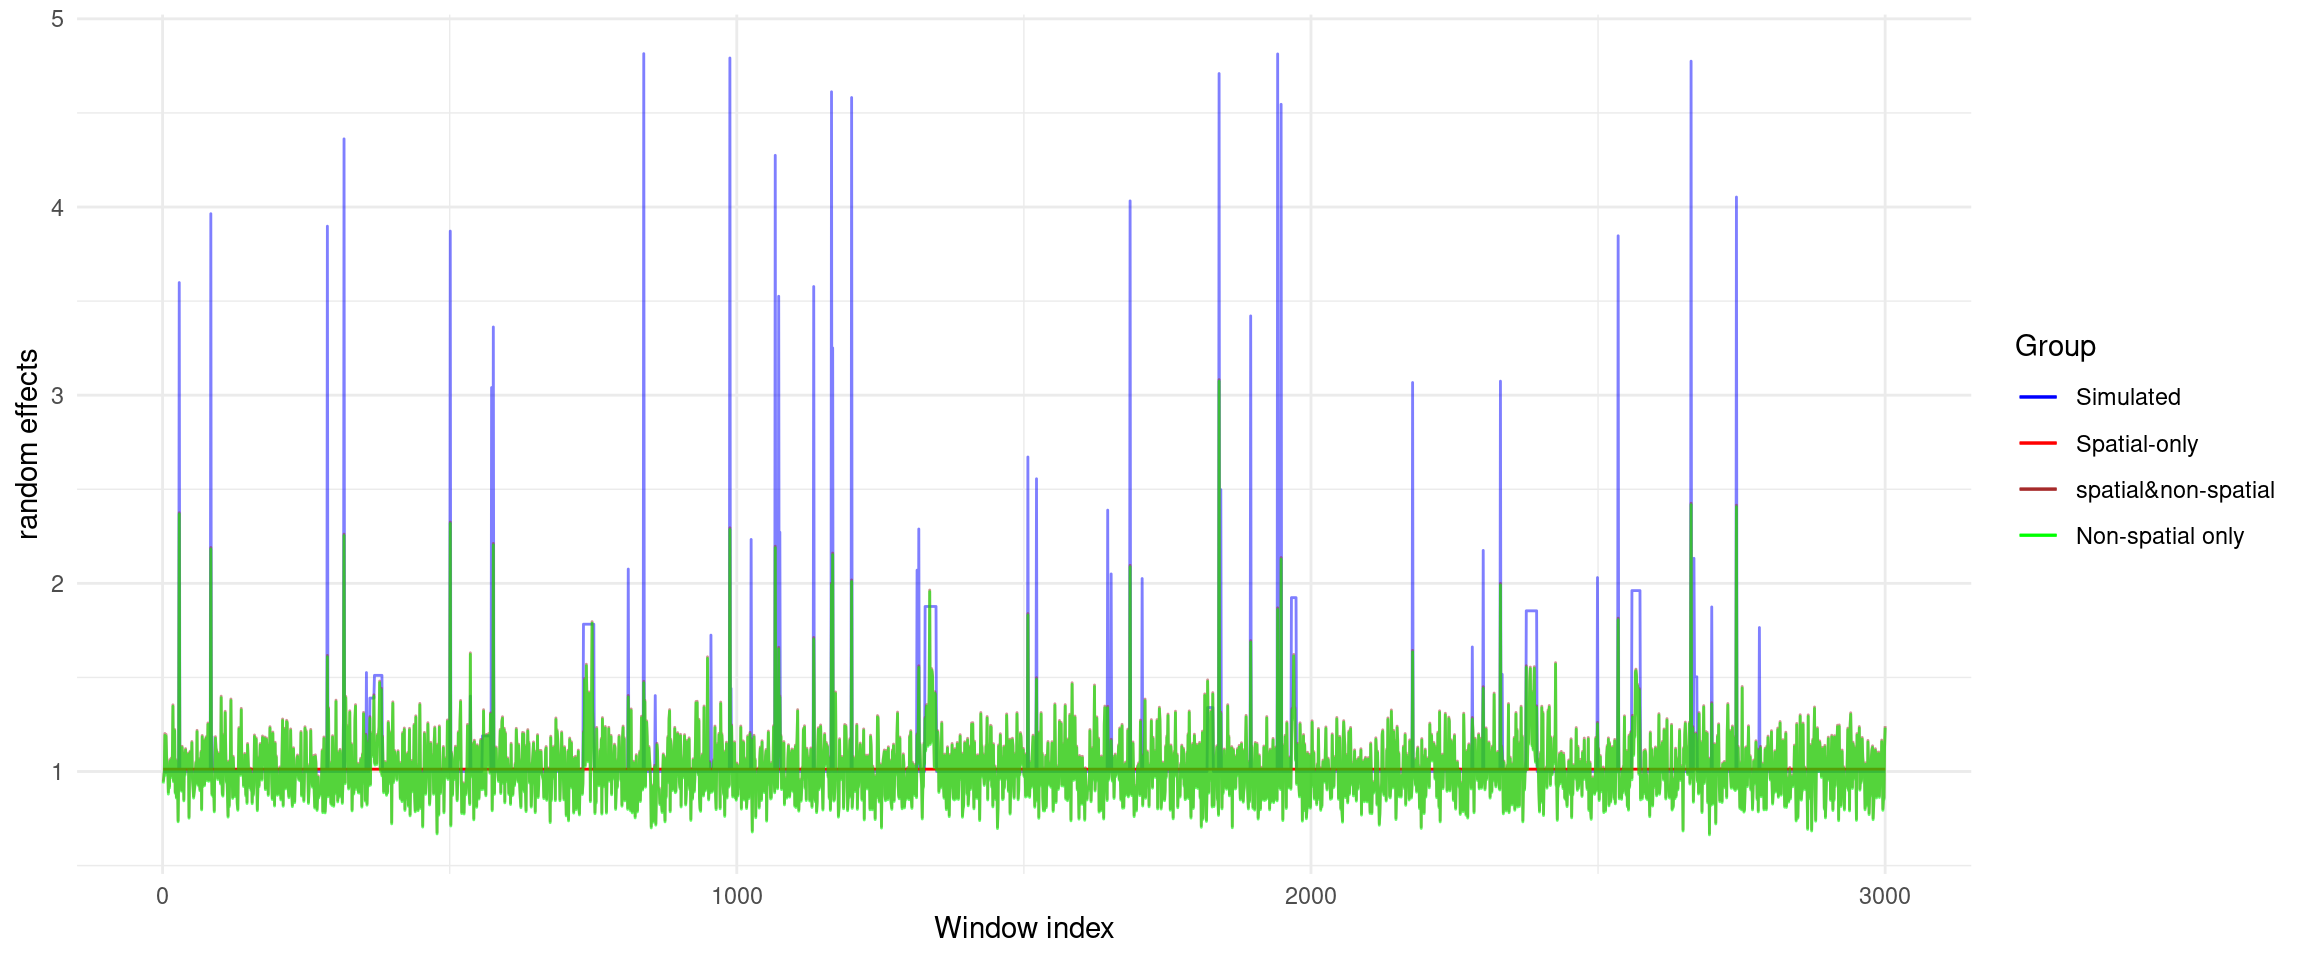 5
4
3
2
1
random effects
0 1000 2000 3000
Window index
Group
Simulated
Spatial-only
spatial&non-spatial
Non-spatial only